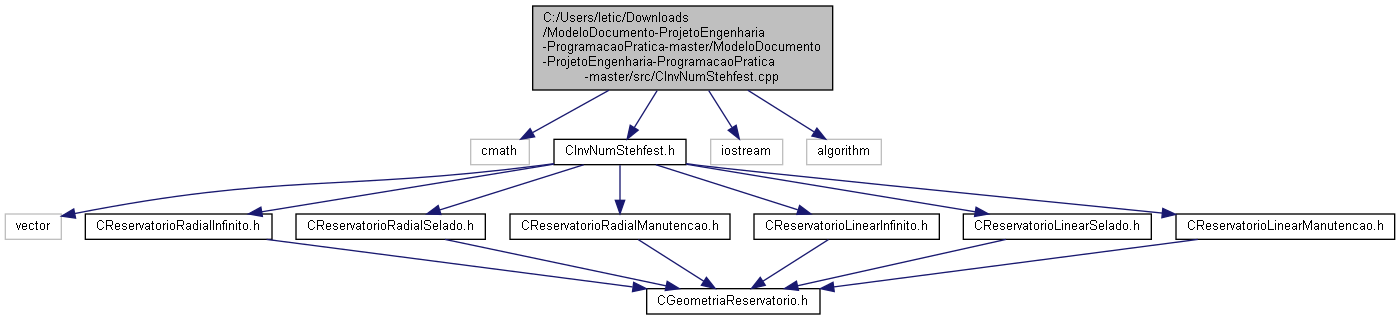 C:/Users/letic/Downloads
/ModeloDocumento-ProjetoEngenharia
-ProgramacaoPratica-master/ModeloDocumento
-ProjetoEngenharia-ProgramacaoPratica
-master/src/CInvNumStehfest.cpp
cmath
CInvNumStehfest.h
iostream
algorithm
vector
CReservatorioRadialInfinito.h
CReservatorioRadialSelado.h
CReservatorioRadialManutencao.h
CReservatorioLinearInfinito.h
CReservatorioLinearSelado.h
CReservatorioLinearManutencao.h
CGeometriaReservatorio.h